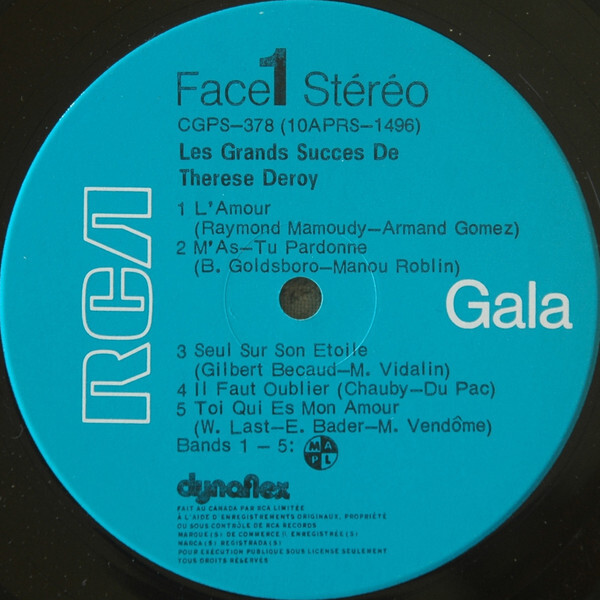 Face 1 Stéréo
CGPS-378 (10APRS-1496)
Les Grands Succes De
Therese Deroy
1 L'Amour
(Raymond Mamoudy-Armand Gomez)
2 M'As-Tu Pardonne
(B. Goldsboro-Manou Roblin)
RCA
Gala
3 Seul Sur Son Etoile
(Gilbert Becaud-M. Vidalin)
4 Il Faut Oublier (Chauby-Du Pac)
5 Toi Qui Es Mon Amour
(W. Last-E. Bader-M. Vendôme)
Bands 1 - 5: MAPL
dynaflex
FAIT AU CANADA PAR RCA LIMITÉE
À L'AIDE D'ENREGISTREMENTS ORIGINAUX, PROPRIÉTÉ
OU SOUS CONTRÔLE DE RCA RECORDS
MARQUE(S) DE COMMERCE ENREGISTRÉE(S)
MARCA(S) REGISTRADA(S)
POUR EXÉCUTION PUBLIQUE SOUS LICENSE SEULEMENT
TOUS DROITS RÉSERVÉS